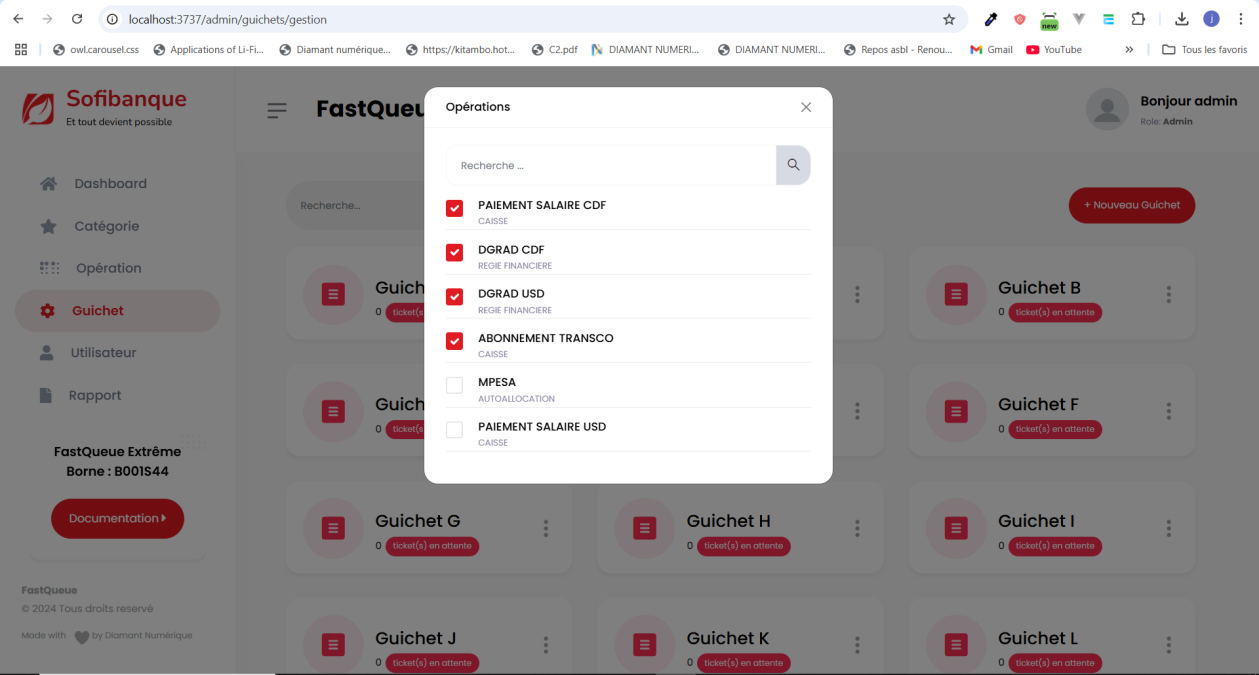 localhost:3737/admin/guichets/gestion
new
j
owl.carousel.css
Applications of Li-Fi...
Diamant numérique...
https://kitambo.hot...
C2.pdf
DIAMANT NUMERI...
DIAMANT NUMERI...
Repos asbl - Renou...
Gmail
YouTube
»
Tous les favoris
Sofibanque
Et tout devient possible
FastQueu
Bonjour admin
Role: Admin
Dashboard
Catégorie
Opération
Guichet
Utilisateur
Rapport
FastQueue Extrême
Borne : B001S44
Documentation
FastQueue
© 2024 Tous droits reservé
Made with by Diamant Numérique
Recherche...
+ Nouveau Guichet
Opérations
Recherche ...
PAIEMENT SALAIRE CDF
CAISSE
DGRAD CDF
REGIE FINANCIERE
DGRAD USD
REGIE FINANCIERE
ABONNEMENT TRANSCO
CAISSE
MPESA
AUTOALLOCATION
PAIEMENT SALAIRE USD
CAISSE
Guich
0 ticket(s
Guichet B
0 ticket(s) en attente
Guich
0 ticket(s
Guichet F
0 ticket(s) en attente
Guichet G
0 ticket(s) en attente
Guichet H
0 ticket(s) en attente
Guichet I
0 ticket(s) en attente
Guichet J
0 ticket(s) en attente
Guichet K
0 ticket(s) en attente
Guichet L
0 ticket(s) en attente